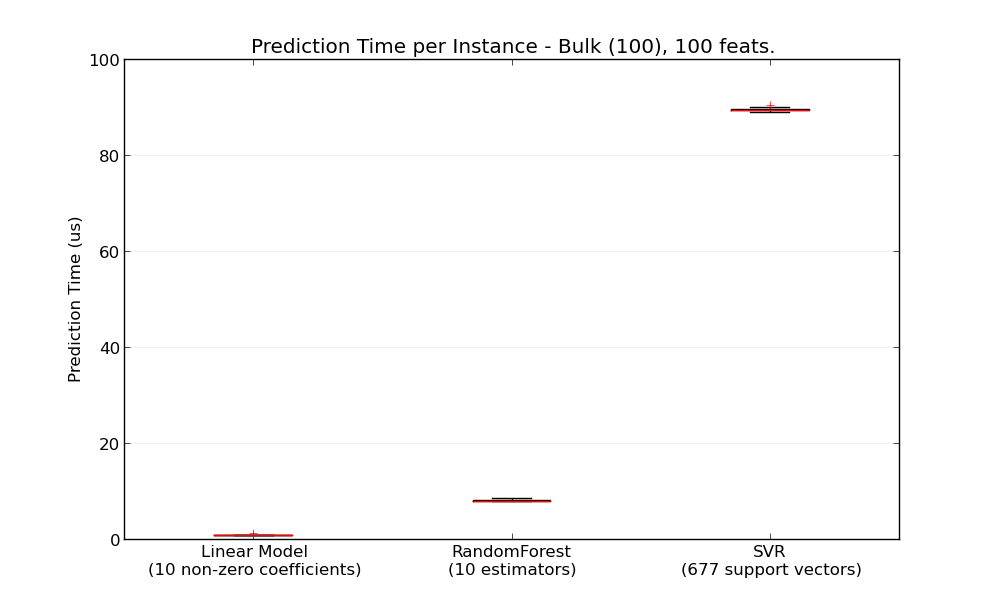 Prediction Time per Instance - Bulk (100), 100 feats.
100
80
60
40
20
0
Prediction Time (us)
Linear Model
(10 non-zero coefficients)
RandomForest
(10 estimators)
SVR
(677 support vectors)